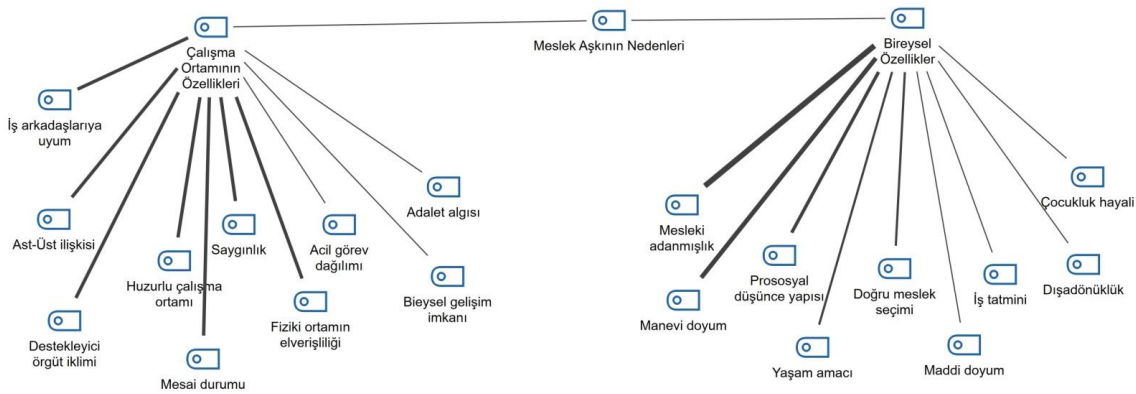 Meslek Aşkının Nedenleri
Çalışma
Ortamının
Özellikleri
İş arkadaşlarıya
uyum
Ast-Üst ilişkisi
Destekleyici
örgüt iklimi
Huzurlu çalışma
ortamı
Mesai durumu
Saygınlık
Fiziki ortamın
elverişliliği
Acil görev
dağılımı
Bieysel gelişim
imkanı
Adalet algısı
Bireysel
Özellikler
Mesleki
adanmışlık
Manevi doyum
Prososyal
düşünce yapısı
Yaşam amacı
Doğru meslek
seçimi
Maddi doyum
İş tatmini
Dışadönüklük
Çocukluk hayali